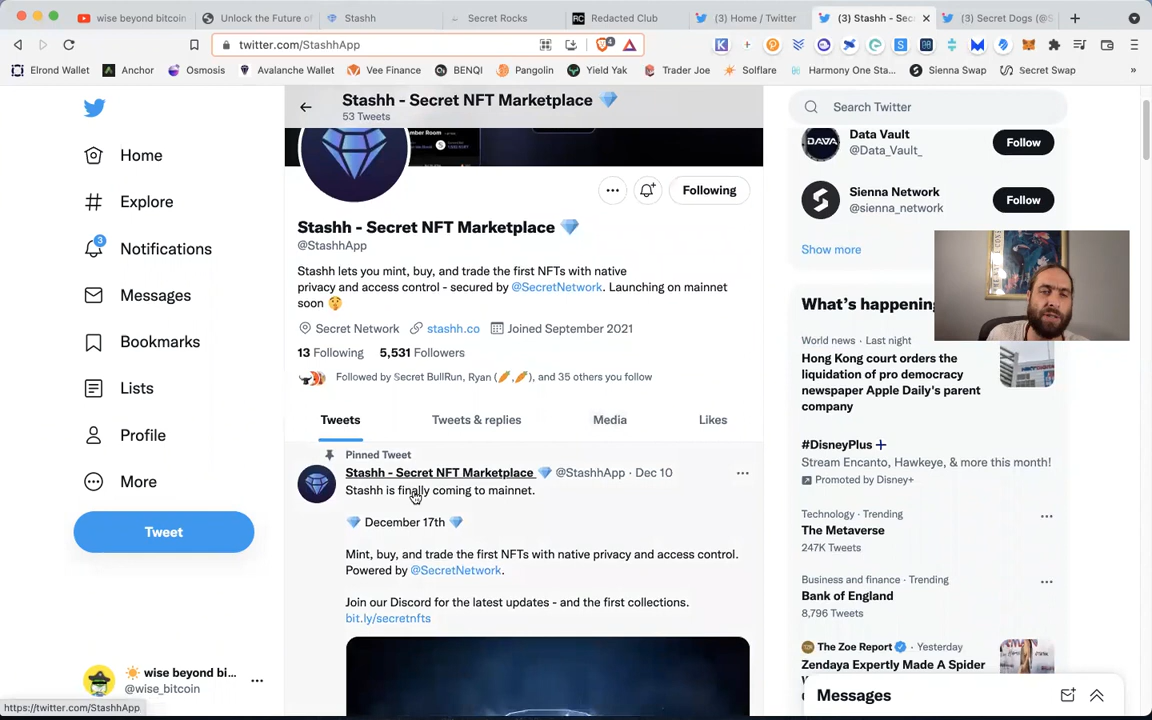 wise beyond bitcoin
Unlock the Future of
Stashh
Secret Rocks
Redacted Club
(3) Home / Twitter
(3) Stashh - Sec
(3) Secret Dogs (@S
twitter.com/StashhApp
Elrond Wallet
Anchor
Osmosis
Avalanche Wallet
Vee Finance
BENQI
Pangolin
Yield Yak
Trader Joe
Solflare
Harmony One Sta...
Sienna Swap
Secret Swap
Home
Explore
3
Notifications
Messages
Bookmarks
Lists
Profile
More
Tweet
wise beyond bi...
@wise_bitcoin
https://twitter.com/StashhApp
Stashh - Secret NFT Marketplace 💎
53 Tweets
Following
Stashh - Secret NFT Marketplace 💎
@StashhApp
Stashh lets you mint, buy, and trade the first NFTs with native
privacy and access control - secured by @SecretNetwork. Launching on mainnet
soon 🤫
Secret Network stashh.co Joined September 2021
13 Following 5,531 Followers
Followed by Secret BullRun, Ryan (🥕,🥕), and 35 others you follow
Tweets
Tweets & replies
Media
Likes
Pinned Tweet
Stashh - Secret NFT Marketplace 💎 @StashhApp · Dec 10
Stashh is finally coming to mainnet.
💎 December 17th 💎
Mint, buy, and trade the first NFTs with native privacy and access control.
Powered by @SecretNetwork.
Join our Discord for the latest updates - and the first collections.
bit.ly/secretnfts
Search Twitter
DAVA
Data Vault
@Data_Vault_
Follow
Sienna Network
@sienna_network
Follow
Show more
What's happening
World news · Last night
Hong Kong court orders the
liquidation of pro democracy
newspaper Apple Daily's parent
company
#DisneyPlus
Stream Encanto, Hawkeye, & more this month!
Promoted by Disney+
Technology · Trending
The Metaverse
247K Tweets
Business and finance · Trending
Bank of England
8,796 Tweets
The Zoe Report · Yesterday
Zendaya Expertly Made A Spider
Messages